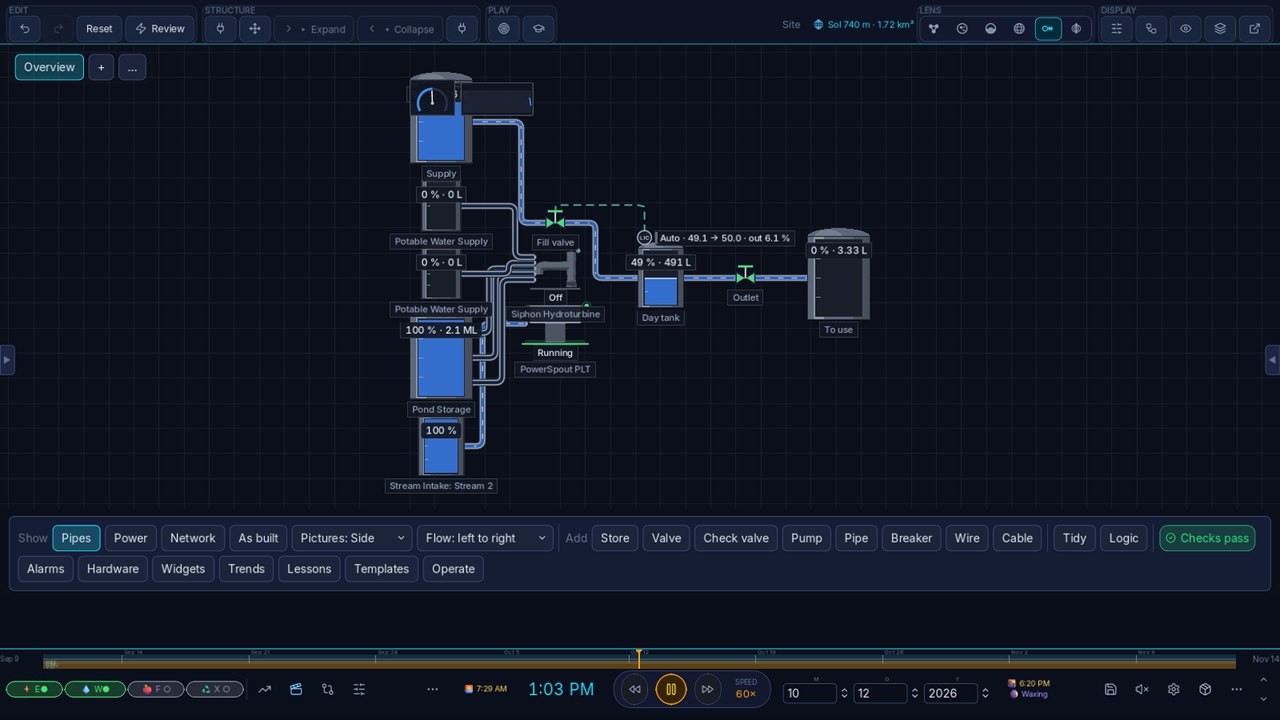 EDIT
STRUCTURE
PLAY
LENS
DISPLAY
Reset
Review
Expand
Collapse
Site
Sol 740 m · 1.72 km²
Overview
+
...
Supply
0 % · 0 L
Potable Water Supply
0 % · 0 L
Potable Water Supply
100 % · 2.1 ML
Pond Storage
100 %
Stream Intake: Stream 2
Fill valve
Off
Siphon Hydroturbine
Running
PowerSpout PLT
LIC
Auto · 49.1 → 50.0 · out 6.1 %
49 % · 491 L
Day tank
Outlet
0 % · 3.33 L
To use
Show
Pipes
Power
Network
As built
Pictures: Side
Flow: left to right
Add
Store
Valve
Check valve
Pump
Pipe
Breaker
Wire
Cable
Tidy
Logic
Checks pass
Alarms
Hardware
Widgets
Trends
Lessons
Templates
Operate
Sep 9
Sep 14
Sep 21
Sep 28
Oct 5
Oct 19
Oct 26
Nov 2
Nov 9
Nov 14
E
W
F
X
...
7:29 AM
1:03 PM
SPEED
60×
M
D
Y
10
12
2026
6:20 PM
Waxing
...